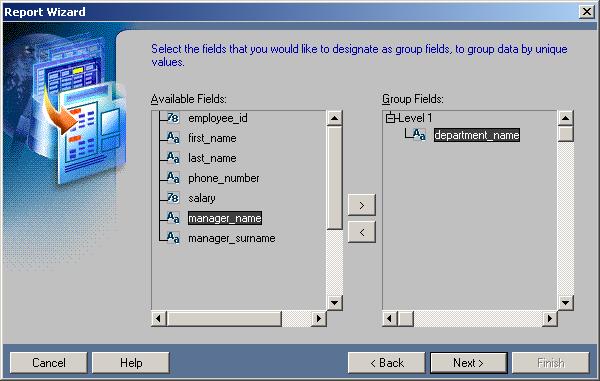 Report Wizard
Select the fields that you would like to designate as group fields, to group data by unique
values.
Available Fields:
employee_id
first_name
last_name
phone_number
salary
manager_name
manager_surname
>
<
Group Fields:
Level 1
department_name
Cancel
Help
< Back
Next >
Finish